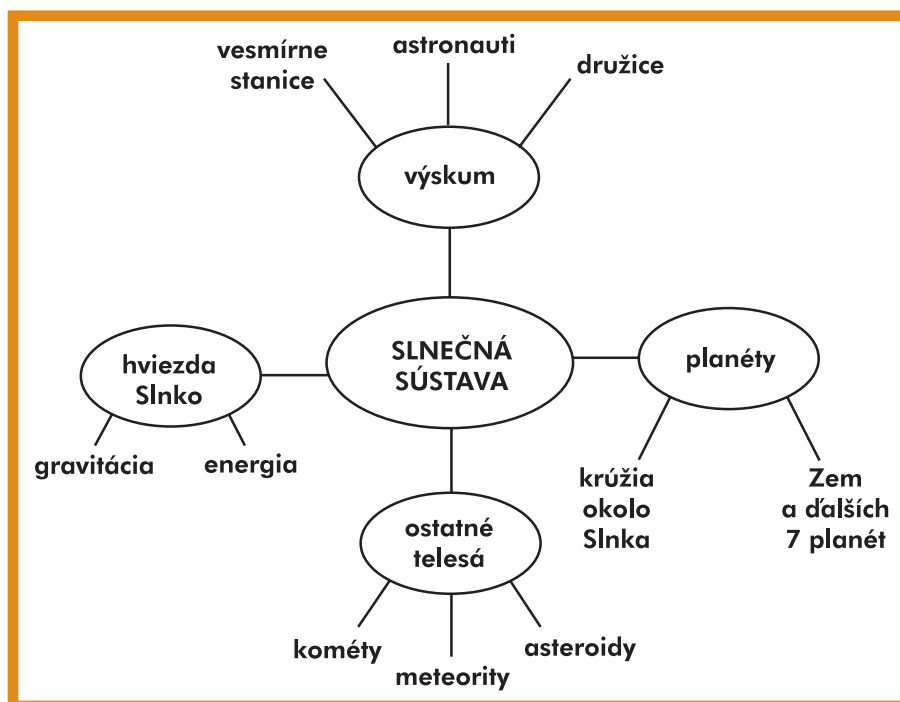 vesmírne
stanice
astronauti
družice
výskum
SLNEČNÁ
SÚSTAVA
hviezda
Slnko
gravitácia
energia
planéty
krúžia
okolo
Slnka
Zem
a ďalších
7 planét
ostatné
telesá
kométy
meteority
asteroidy